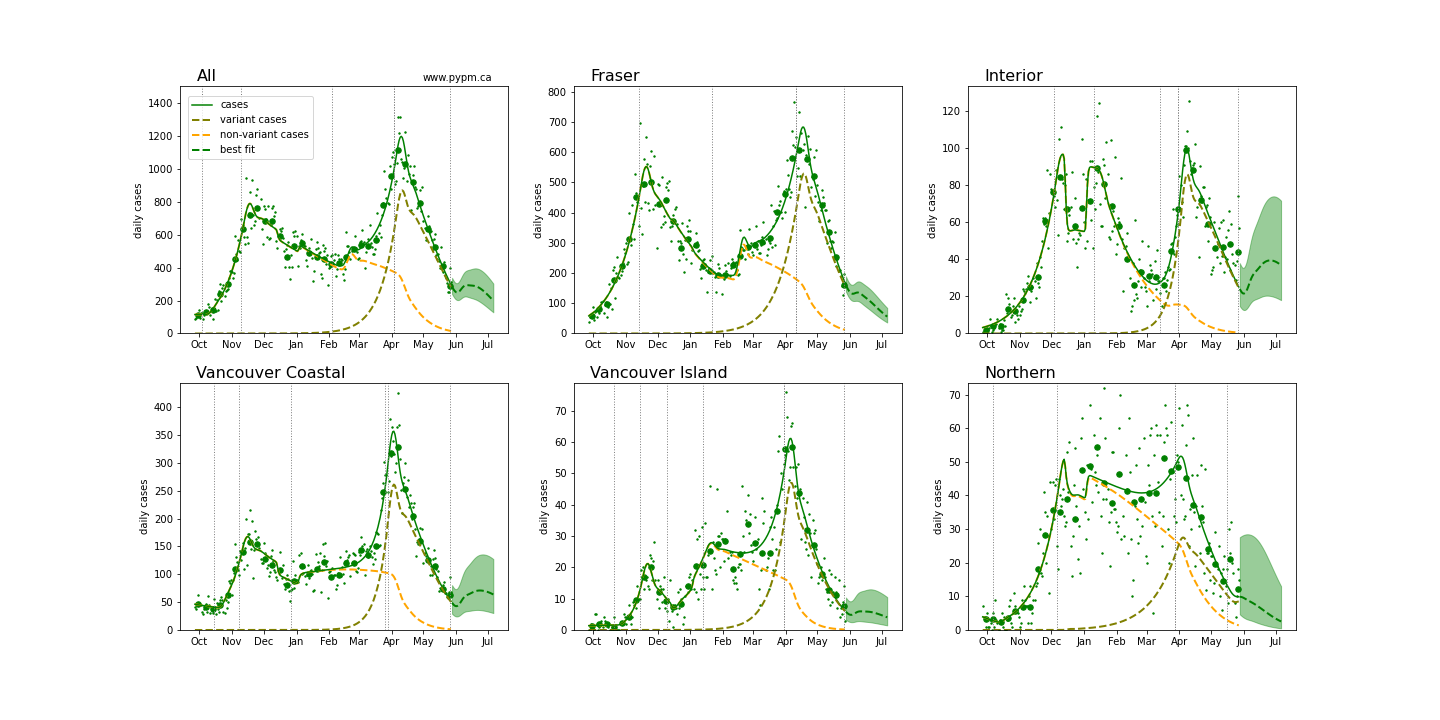 All
www.pypm.ca
daily cases
1400
1200
1000
800
600
400
200
0
cases
variant cases
non-variant cases
best fit
Oct Nov Dec Jan Feb Mar Apr May Jun Jul
Fraser
daily cases
800
700
600
500
400
300
200
100
0
Oct Nov Dec Jan Feb Mar Apr May Jun Jul
Interior
daily cases
120
100
80
60
40
20
0
Oct Nov Dec Jan Feb Mar Apr May Jun Jul
Vancouver Coastal
daily cases
400
350
300
250
200
150
100
50
0
Oct Nov Dec Jan Feb Mar Apr May Jun Jul
Vancouver Island
daily cases
70
60
50
40
30
20
10
0
Oct Nov Dec Jan Feb Mar Apr May Jun Jul
Northern
daily cases
70
60
50
40
30
20
10
0
Oct Nov Dec Jan Feb Mar Apr May Jun Jul